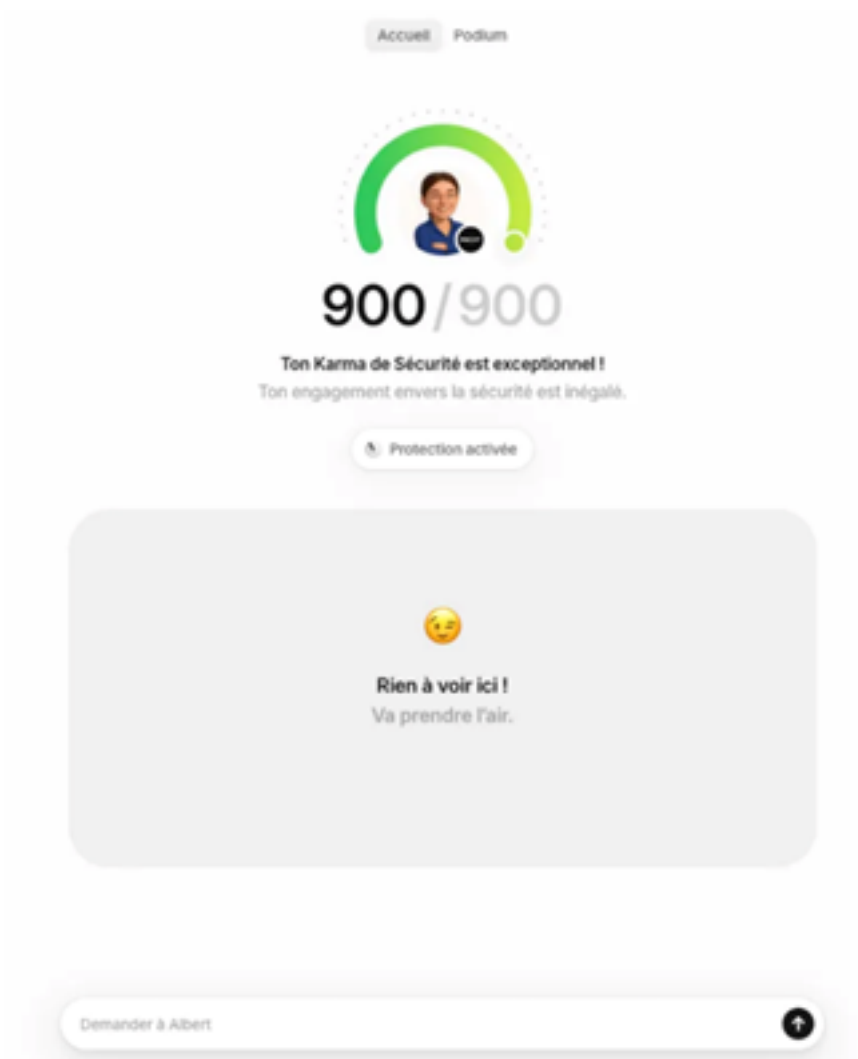 Accueil Podium
900/900
Ton Karma de Sécurité est exceptionnel !
Ton engagement envers la sécurité est inégalé.
Protection activée
Rien à voir ici !
Va prendre l'air.
Demander à Albert